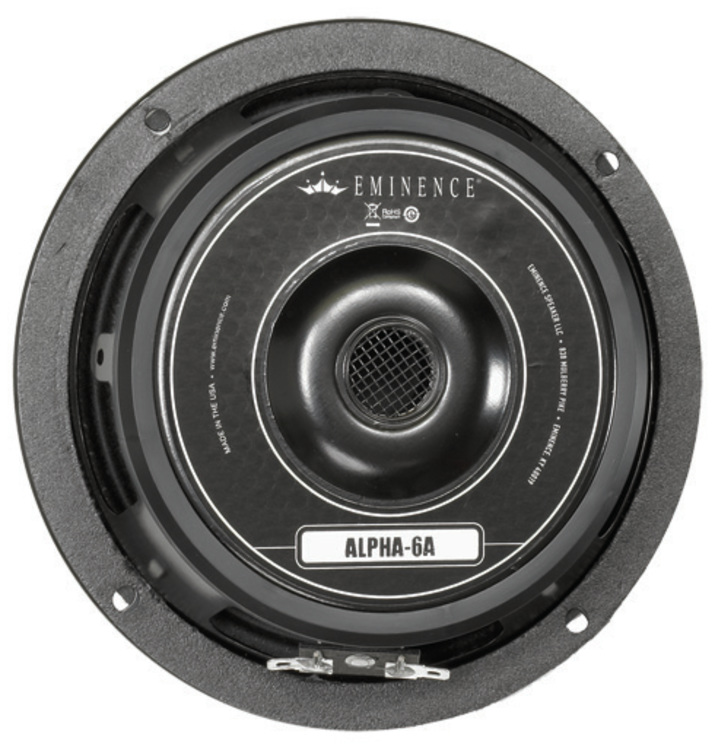 EMINENCE®
RoHS
Compliant
MADE IN THE USA • www.eminence.com
EMINENCE SPEAKER LLC • 838 MULBERRY PIKE • EMINENCE, KY 40019
ALPHA-6A